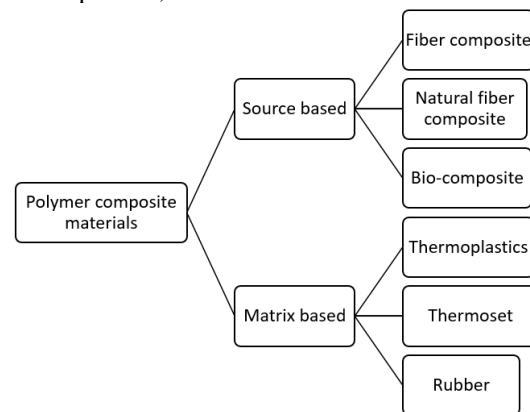 Fiber composite
Source based
Natural fiber
composite
Bio-composite
Polymer composite
materials
Thermoplastics
Matrix based
Thermoset
Rubber